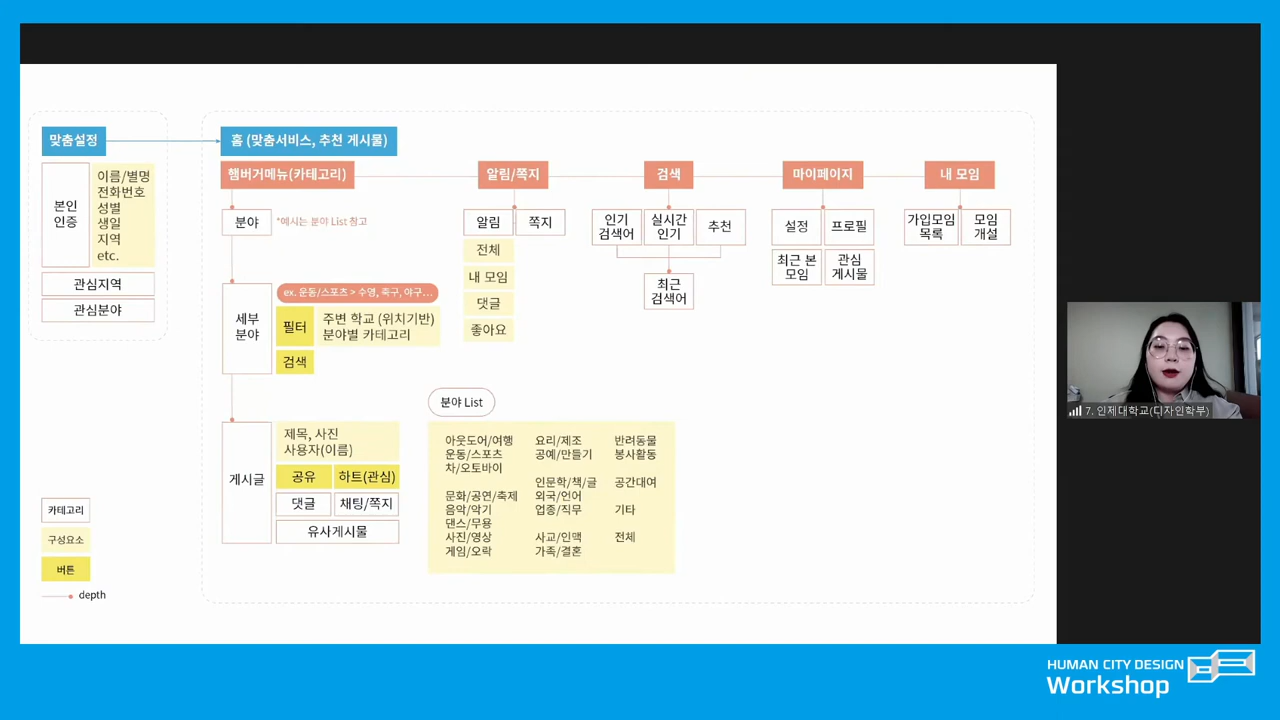 맞춤설정
본인
인증
이름/별명
전화번호
성별
생일
지역
etc.
관심지역
관심분야
홈 (맞춤서비스, 추천 게시물)
햄버거메뉴(카테고리)
분야
*예시는 분야 List 참고
세부
분야
ex. 운동/스포츠 > 수영, 축구, 야구...
필터
주변 학교 (위치기반)
분야별 카테고리
검색
게시글
제목, 사진
사용자(이름)
공유
하트(관심)
댓글
채팅/쪽지
유사게시물
알림/쪽지
알림
쪽지
전체
내 모임
댓글
좋아요
검색
인기
검색어
실시간
인기
추천
최근
검색어
마이페이지
설정
프로필
최근 본
모임
관심
게시물
내 모임
가입모임
목록
모임
개설
분야 List
아웃도어/여행
운동/스포츠
차/오토바이
문화/공연/축제
음악/악기
댄스/무용
사진/영상
게임/오락
요리/제조
공예/만들기
인문학/책/글
외국/언어
업종/직무
사교/인맥
가족/결혼
반려동물
봉사활동
공간대여
기타
전체
카테고리
구성요소
버튼
depth
7. 인제대학교(디자인학부)
HUMAN CITY DESIGN
Workshop